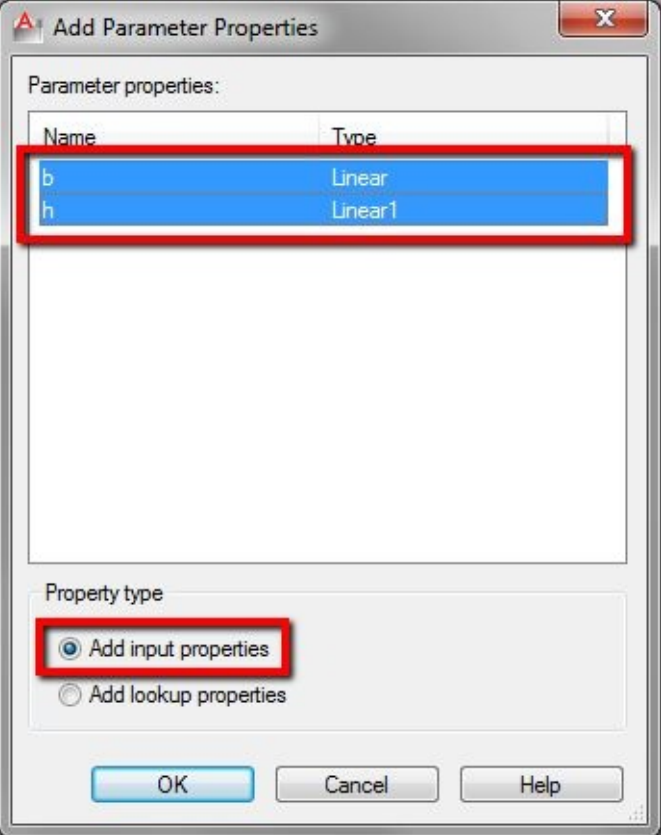 Add Parameter Properties
Parameter properties:
Name Type
b Linear
h Linear1
Property type
Add input properties
Add lookup properties
OK Cancel Help